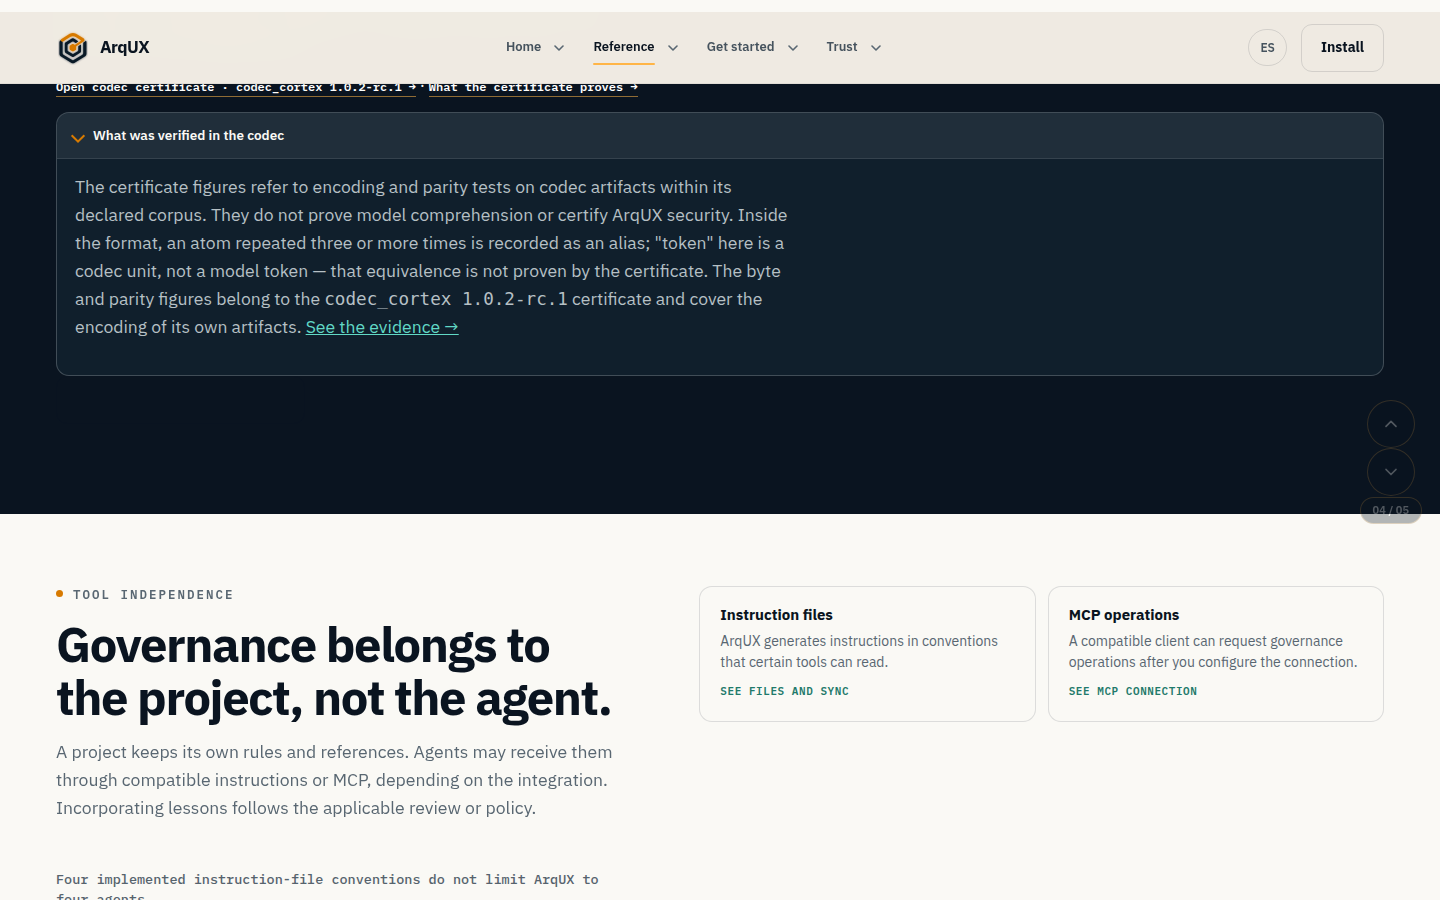 ArqUX
Home
Reference
Get started
Trust
ES
Install
Open codec certificate · codec_cortex 1.0.2-rc.1 → · What the certificate proves →
What was verified in the codec
The certificate figures refer to encoding and parity tests on codec artifacts within its
declared corpus. They do not prove model comprehension or certify ArqUX security. Inside
the format, an atom repeated three or more times is recorded as an alias; "token" here is a
codec unit, not a model token — that equivalence is not proven by the certificate. The byte
and parity figures belong to the codec_cortex 1.0.2-rc.1 certificate and cover the
encoding of its own artifacts. See the evidence →
04 / 05
TOOL INDEPENDENCE
Governance belongs to
the project, not the agent.
A project keeps its own rules and references. Agents may receive them
through compatible instructions or MCP, depending on the integration.
Incorporating lessons follows the applicable review or policy.
Four implemented instruction-file conventions do not limit ArqUX to
four agents.
Instruction files
ArqUX generates instructions in conventions
that certain tools can read.
SEE FILES AND SYNC
MCP operations
A compatible client can request governance
operations after you configure the connection.
SEE MCP CONNECTION